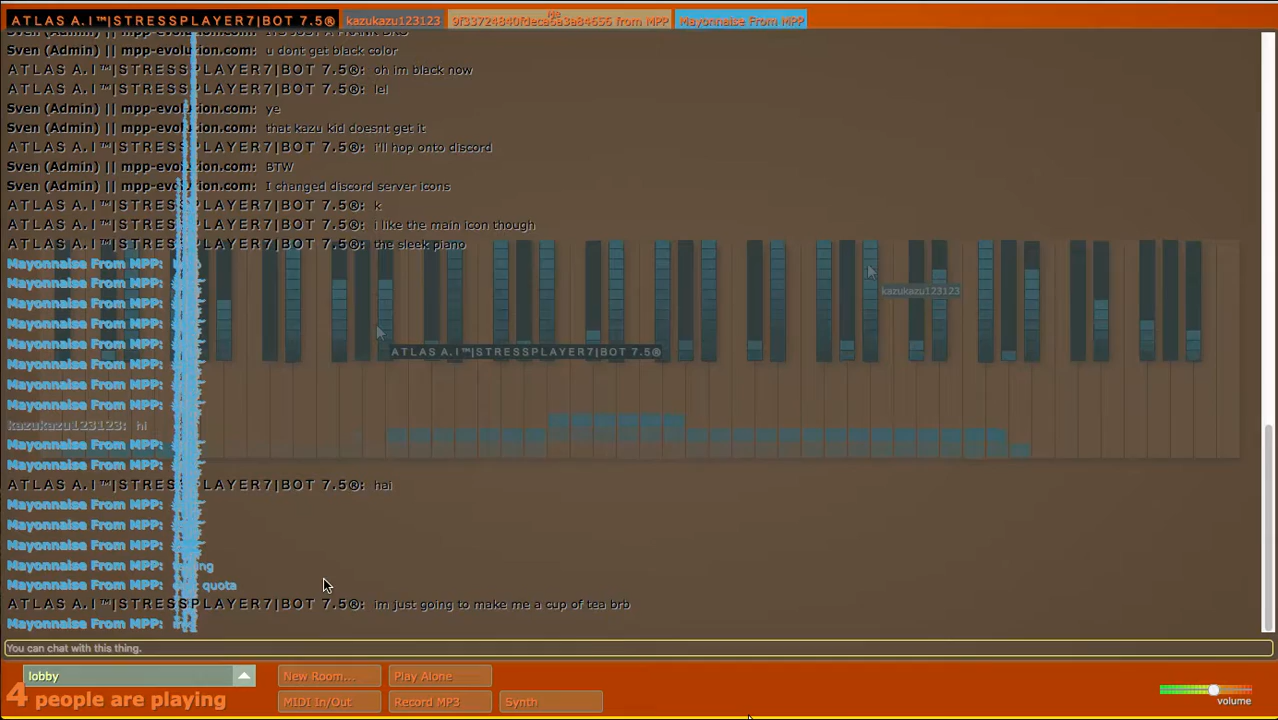 ATLAS A.I™|STRESSPLAYER7|BOT 7.5® kazukazu123123 Me Mayonnaise From MPP
u dont get black color
ATLAS A.I™|STRESSPLAYER7|BOT 7.5®: oh im black now
ATLAS A.I™|STRESSPLAYER7|BOT 7.5®: lel
Sven (Admin) || mpp-evolution.com: ye
Sven (Admin) || mpp-evolution.com: that kazu kid doesnt get it
ATLAS A.I™|STRESSPLAYER7|BOT 7.5®: i'll hop onto discord
Sven (Admin) || mpp-evolution.com: BTW
Sven (Admin) || mpp-evolution.com: I changed discord server icons
ATLAS A.I™|STRESSPLAYER7|BOT 7.5®: k
ATLAS A.I™|STRESSPLAYER7|BOT 7.5®: i like the main icon though
ATLAS A.I™|STRESSPLAYER7|BOT 7.5®: the sleek piano
Mayonnaise From MPP:
Mayonnaise From MPP:
Mayonnaise From MPP:
Mayonnaise From MPP:
Mayonnaise From MPP:
Mayonnaise From MPP:
Mayonnaise From MPP:
Mayonnaise From MPP:
kazukazu123123: hi
Mayonnaise From MPP:
Mayonnaise From MPP:
ATLAS A.I™|STRESSPLAYER7|BOT 7.5®: hai
Mayonnaise From MPP:
Mayonnaise From MPP:
Mayonnaise From MPP:
Mayonnaise From MPP:
Mayonnaise From MPP: quota
ATLAS A.I™|STRESSPLAYER7|BOT 7.5®: im just going to make me a cup of tea brb
Mayonnaise From MPP:
kazukazu123123
ATLAS A.I™|STRESSPLAYER7|BOT 7.5®
You can chat with this thing.
lobby
New Room...
Play Alone
4 people are playing
MIDI In/Out
Record MP3
Synth
volume